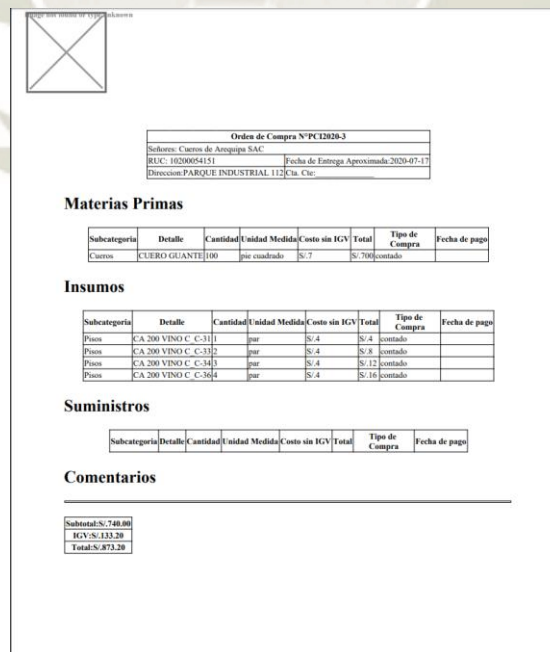 Image not found or type unknown
Orden de Compra N°PCI2020-3
Señores: Cueros de Arequipa SAC
RUC: 10200054151 Fecha de Entrega Aproximada:2020-07-17
Direccion:PARQUE INDUSTRIAL 112 Cta. Cte:______________
Materias Primas
Subcategoria Detalle Cantidad Unidad Medida Costo sin IGV Total Tipo de Compra Fecha de pago
Cueros CUERO GUANTE 100 pie cuadrado S/.7 S/.700 contado
Insumos
Subcategoria Detalle Cantidad Unidad Medida Costo sin IGV Total Tipo de Compra Fecha de pago
Pisos CA 200 VINO C_C-31 1 par S/.4 S/.4 contado
Pisos CA 200 VINO C_C-33 2 par S/.4 S/.8 contado
Pisos CA 200 VINO C_C-34 3 par S/.4 S/.12 contado
Pisos CA 200 VINO C_C-36 4 par S/.4 S/.16 contado
Suministros
Subcategoria Detalle Cantidad Unidad Medida Costo sin IGV Total Tipo de Compra Fecha de pago
Comentarios
Subtotal:S/.740.00
IGV:S/.133.20
Total:S/.873.20